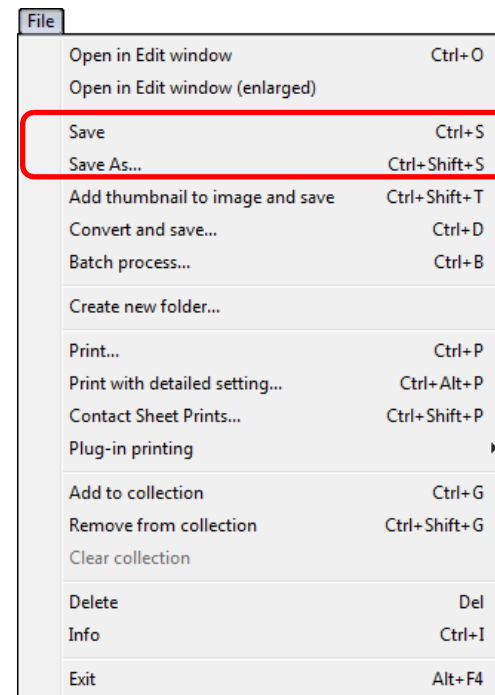 File
Open in Edit window Ctrl+O
Open in Edit window (enlarged)
Save Ctrl+S
Save As... Ctrl+Shift+S
Add thumbnail to image and save Ctrl+Shift+T
Convert and save... Ctrl+D
Batch process... Ctrl+B
Create new folder...
Print... Ctrl+P
Print with detailed setting... Ctrl+Alt+P
Contact Sheet Prints... Ctrl+Shift+P
Plug-in printing
Add to collection Ctrl+G
Remove from collection Ctrl+Shift+G
Clear collection
Delete Del
Info Ctrl+I
Exit Alt+F4